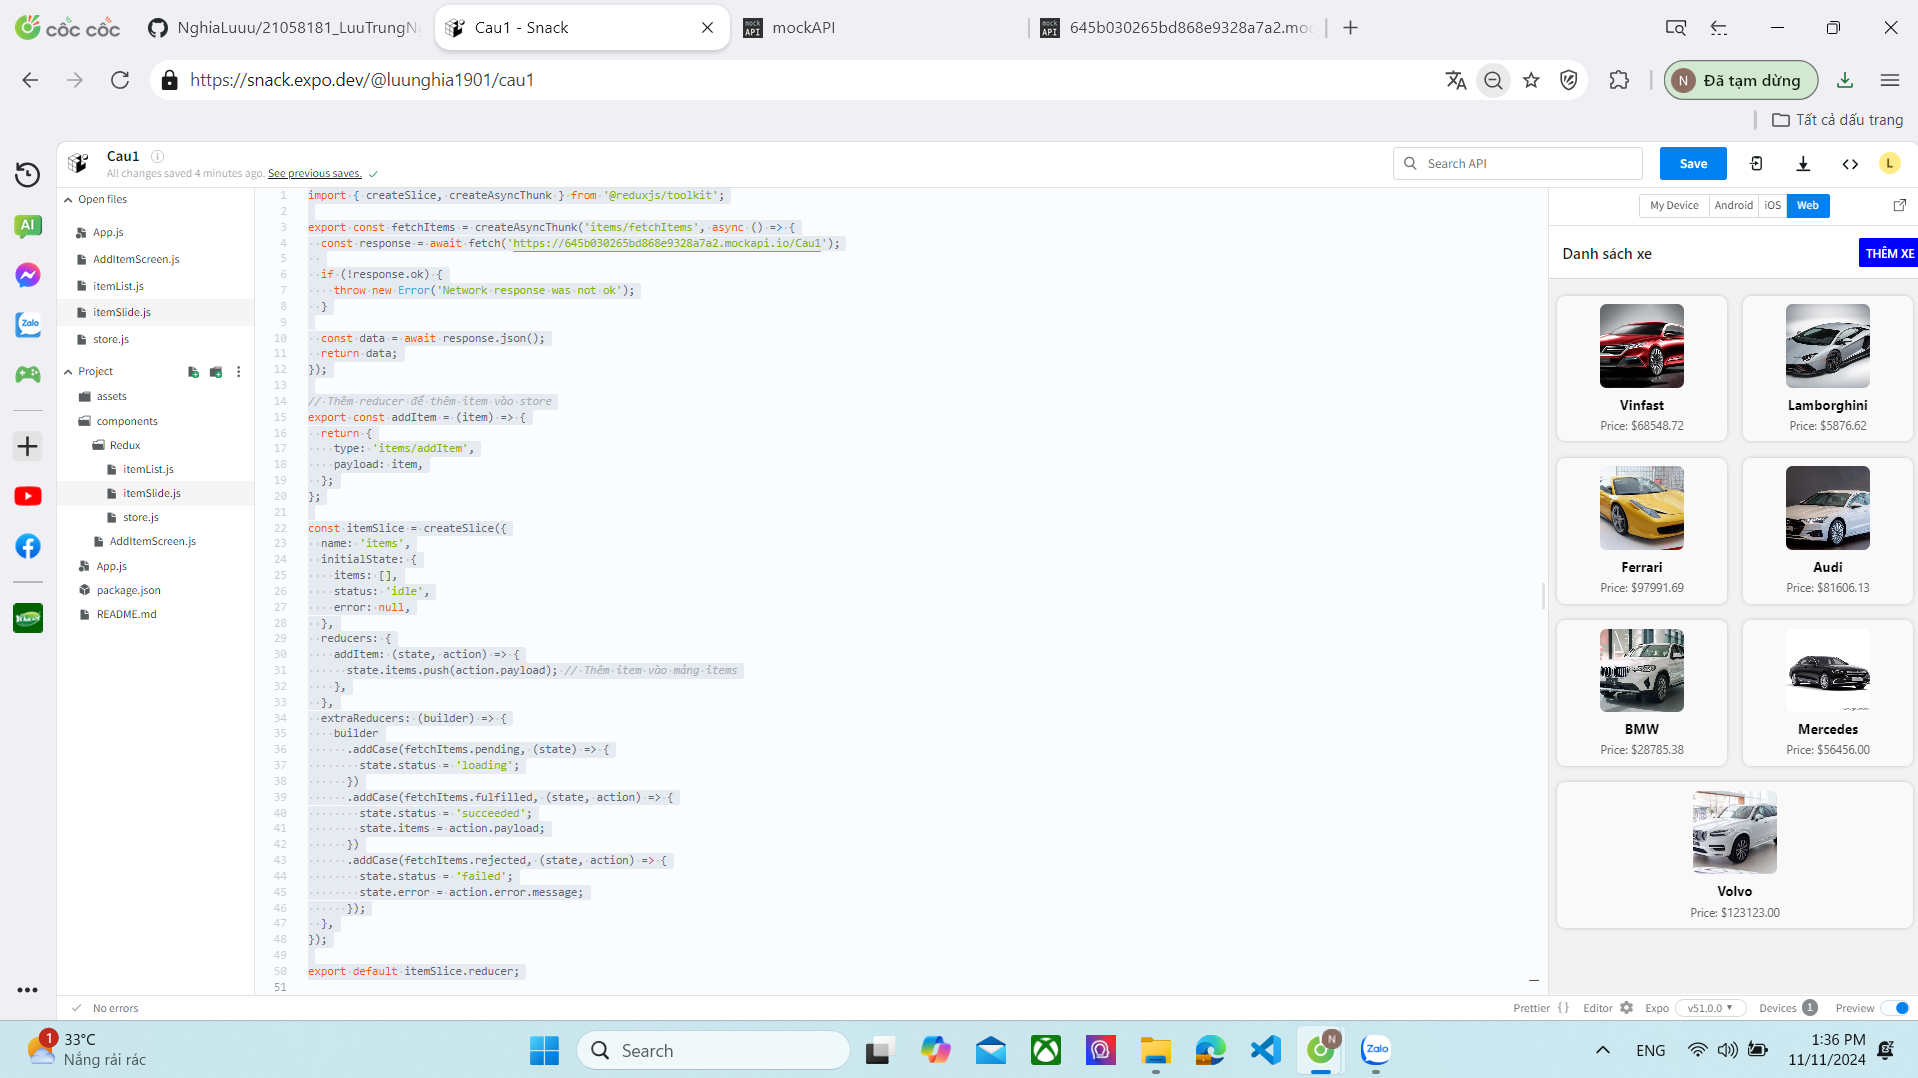 cốc cốc
NghiaLuuu/21058181_LuuTrungNg
Cau1 - Snack
mockAPI
645b030265bd868e9328a7a2.moc
https://snack.expo.dev/@luunghia1901/cau1
N Đã tạm dừng
Tất cả dấu trang
Cau1
All changes saved 4 minutes ago. See previous saves.
Search API
Save
L
Open files
App.js
AddItemScreen.js
itemList.js
itemSlide.js
store.js
Project
assets
components
Redux
itemList.js
itemSlide.js
store.js
AddItemScreen.js
App.js
package.json
README.md
AI
Zalo
1 import { createSlice, createAsyncThunk } from '@reduxjs/toolkit';
2
3 export const fetchItems = createAsyncThunk('items/fetchItems', async () => {
4 const response = await fetch('https://645b030265bd868e9328a7a2.mockapi.io/Cau1');
5
6 if (!response.ok) {
7 throw new Error('Network response was not ok');
8 }
9
10 const data = await response.json();
11 return data;
12 });
13
14 // Thêm reducer để thêm item vào store
15 export const addItem = (item) => {
16 return {
17 type: 'items/addItem',
18 payload: item,
19 };
20 };
21
22 const itemSlice = createSlice({
23 name: 'items',
24 initialState: {
25 items: [],
26 status: 'idle',
27 error: null,
28 },
29 reducers: {
30 addItem: (state, action) => {
31 state.items.push(action.payload); // Thêm item vào mảng items
32 },
33 },
34 extraReducers: (builder) => {
35 builder
36 .addCase(fetchItems.pending, (state) => {
37 state.status = 'loading';
38 })
39 .addCase(fetchItems.fulfilled, (state, action) => {
40 state.status = 'succeeded';
41 state.items = action.payload;
42 })
43 .addCase(fetchItems.rejected, (state, action) => {
44 state.status = 'failed';
45 state.error = action.error.message;
46 });
47 },
48 });
49
50 export default itemSlice.reducer;
51
My Device Android iOS Web
Danh sách xe
THÊM XE
Vinfast
Price: $68548.72
Lamborghini
Price: $5876.62
Ferrari
Price: $97991.69
Audi
Price: $81606.13
BMW
Price: $28785.38
Mercedes
Price: $56456.00
Volvo
Price: $123123.00
No errors
Prettier {} Editor Expo v51.0.0 Devices 1 Preview
1
33°C
Nắng rải rác
Search
N
Zalo
ENG
1:36 PM
11/11/2024